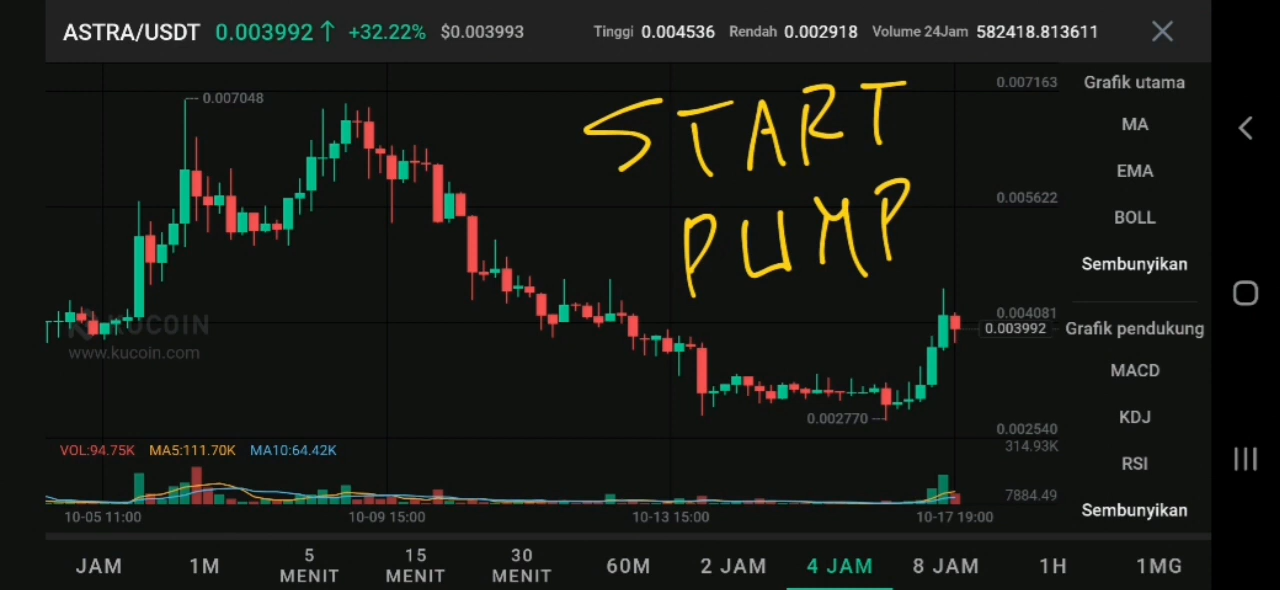 ASTRA/USDT 0.003992 ↑ +32.22% $0.003993 Tinggi 0.004536 Rendah 0.002918 Volume 24Jam 582418.813611
0.007163 Grafik utama
0.007048
START
MA
EMA
0.005622
PUMP
BOLL
Sembunyikan
0.004081
0.003992 Grafik pendukung
KUCOIN
www.kucoin.com
MACD
0.002770
KDJ
0.002540
VOL:94.75K MA5:111.70K MA10:64.42K 314.93K
RSI
7884.49
Sembunyikan
10-05 11:00 10-09 15:00 10-13 15:00 10-17 19:00
JAM 1M 5 MENIT 15 MENIT 30 MENIT 60M 2 JAM 4 JAM 8 JAM 1H 1MG